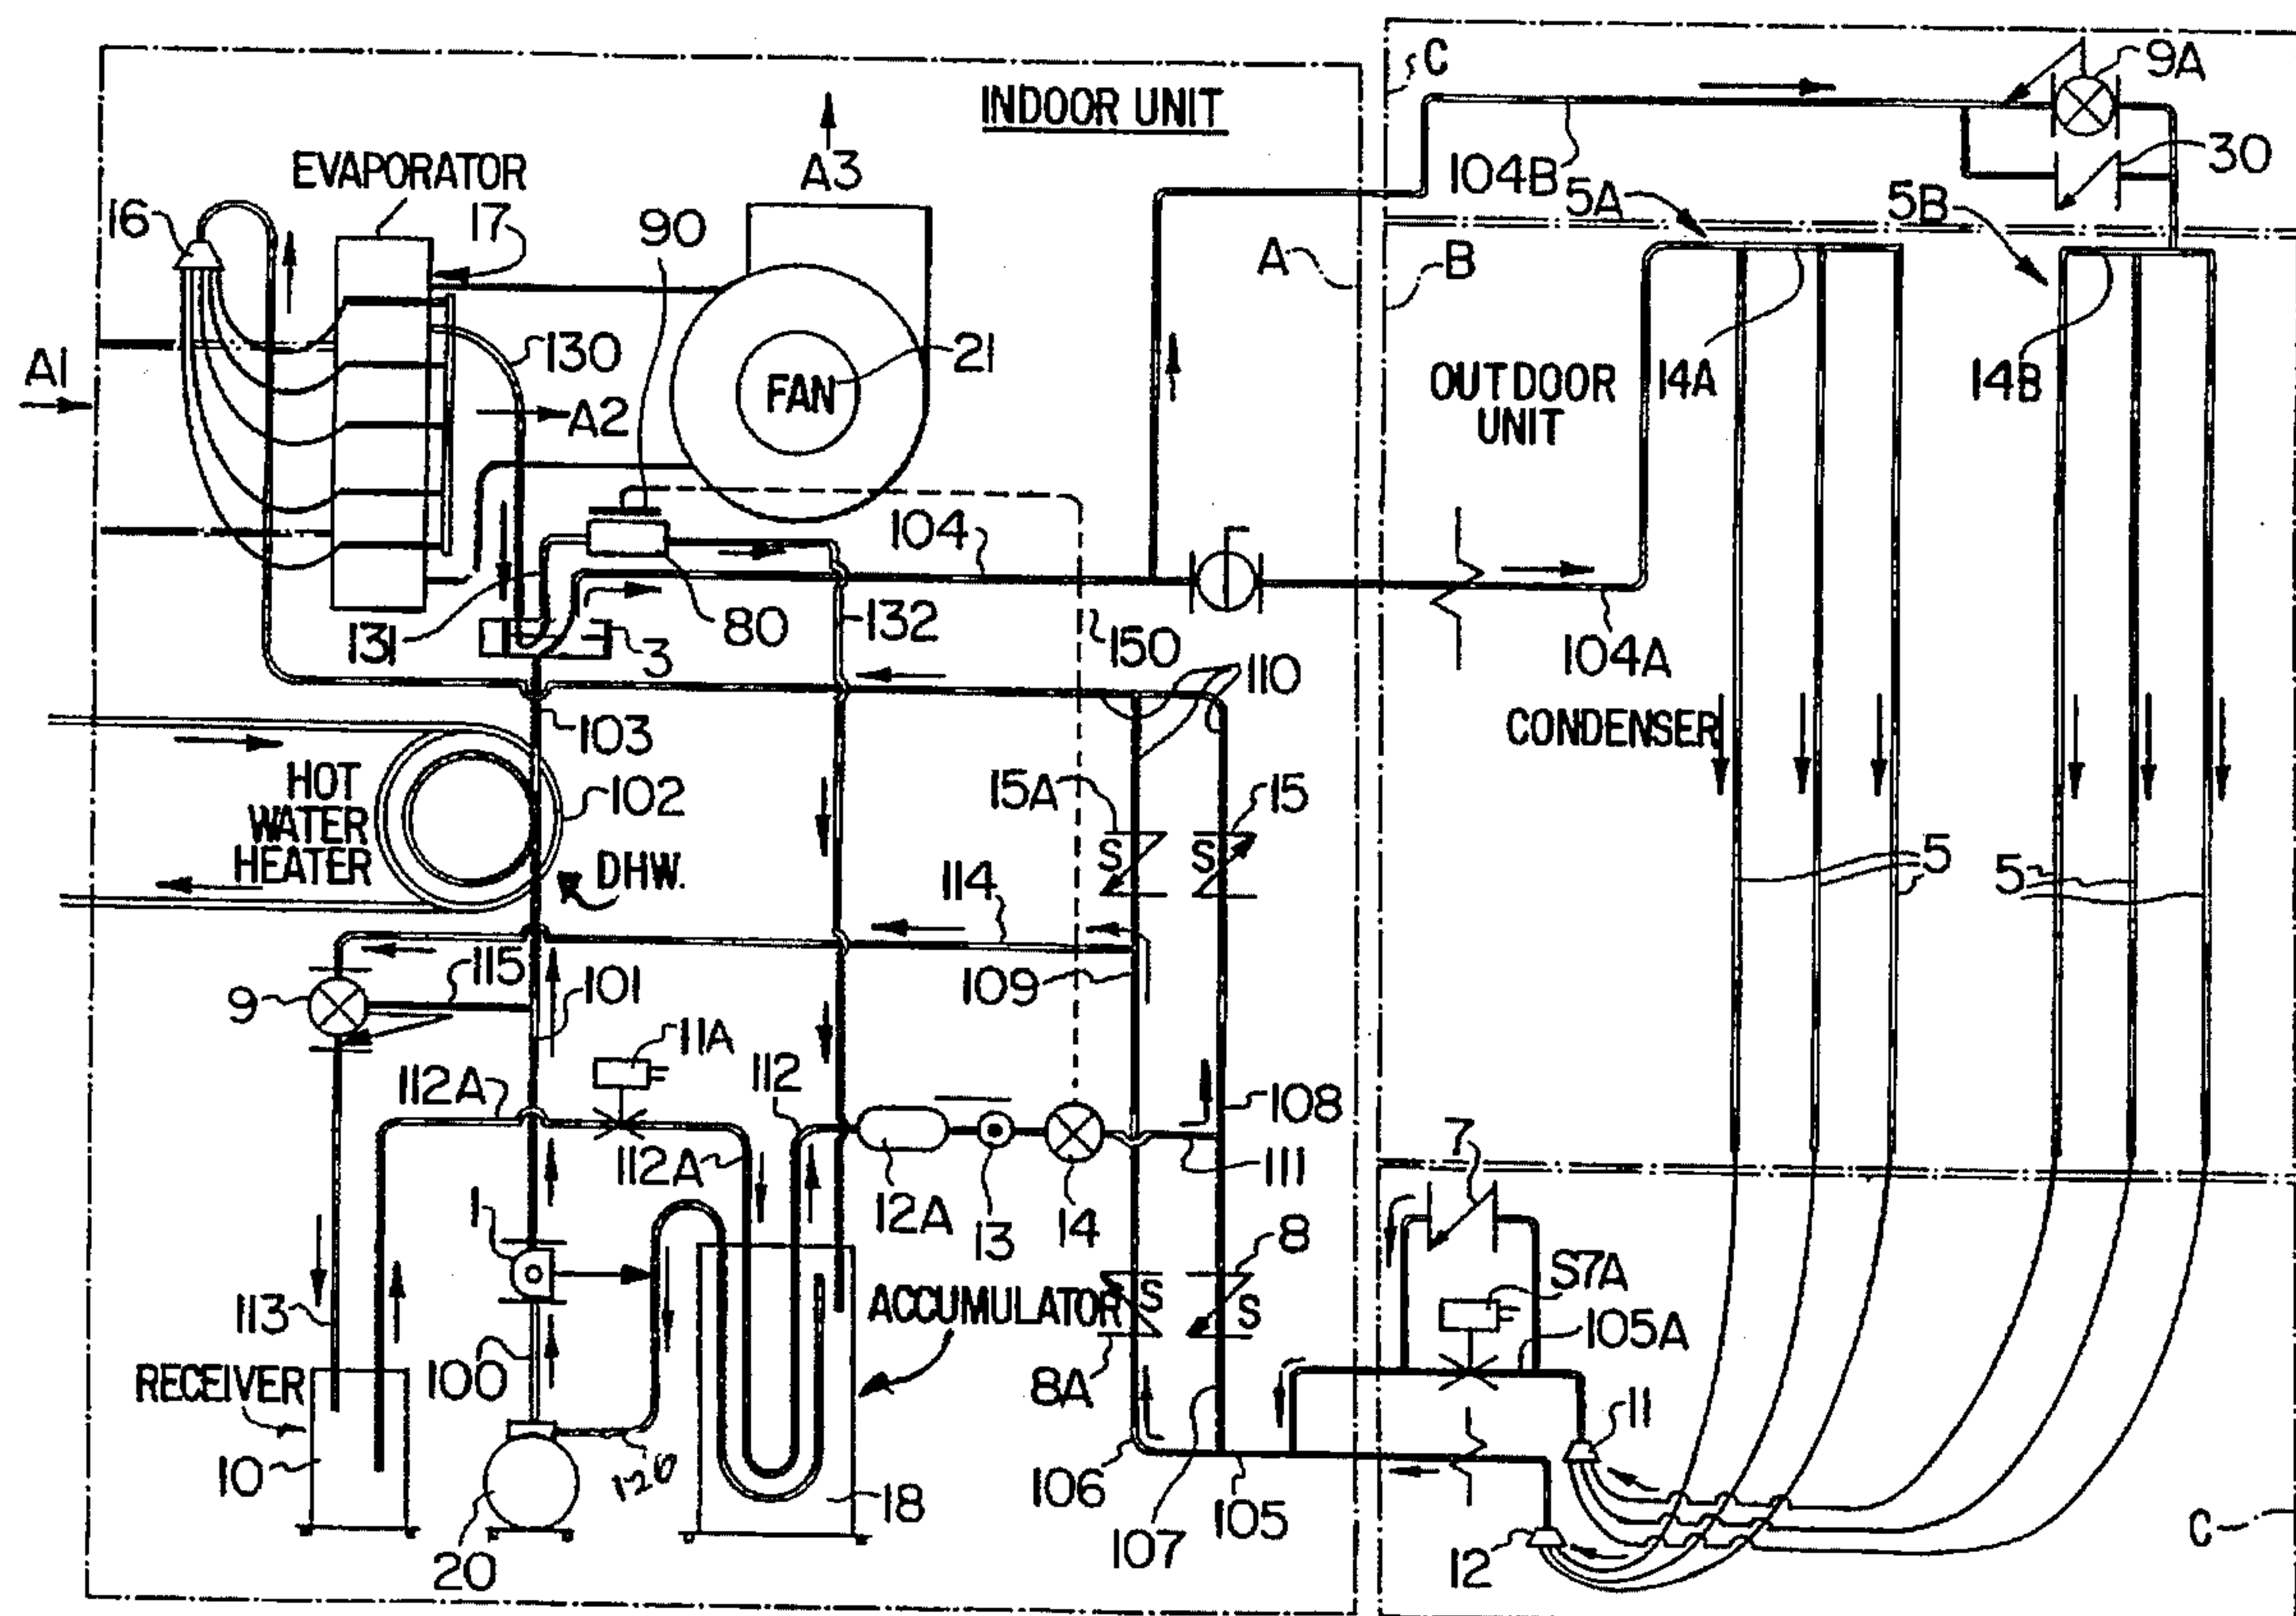 INDOOR UNIT
C
9A
A3
104B
30
EVAPORATOR
16
17
90
5A
5B
A
B
A1
130
FAN
21
A2
OUTDOOR
UNIT
14A
14B
104
131
80
132
3
150
104A
110
103
CONDENSER
HOT
WATER
HEATER
102
15A
15
S
S
DHW.
114
5
5
115
109
9
101
11A
112A
112
108
112A
12A
13
14
111
7
1
8
S7A
113
ACCUMULATOR
S
S
105A
RECEIVER
100
8A
11
10
126
18
106
107
105
20
12
C